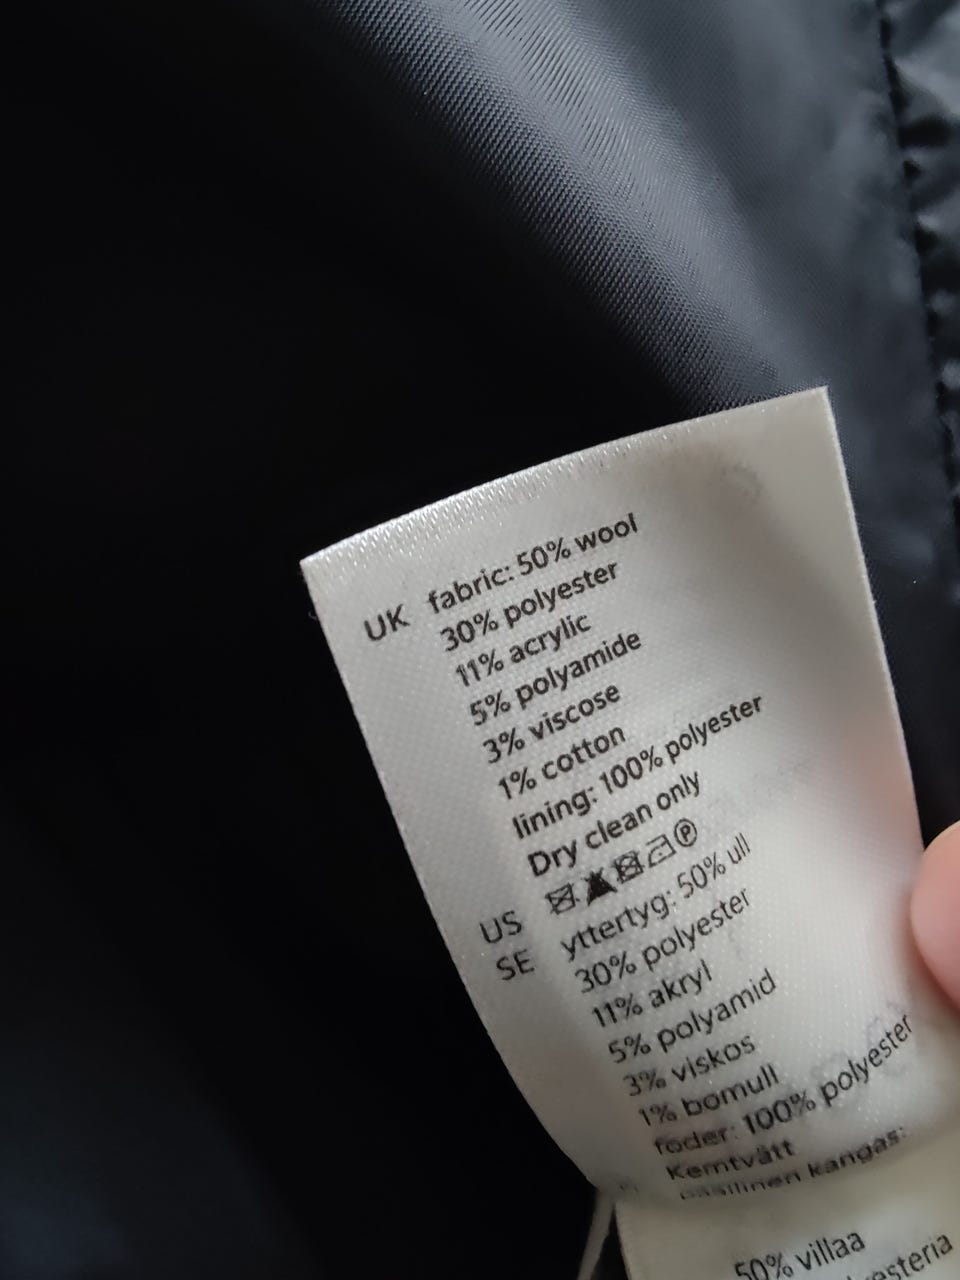 UK fabric: 50% wool
30% polyester
11% acrylic
5% polyamide
3% viscose
1% cotton
lining: 100% polyester
Dry clean only
US
SE yttertyg: 50% ull
30% polyester
11% akryl
5% polyamid
3% viskos
1% bomull
foder: 100% polyester
Kemtvätt
päällinen kangas:
50% villaa